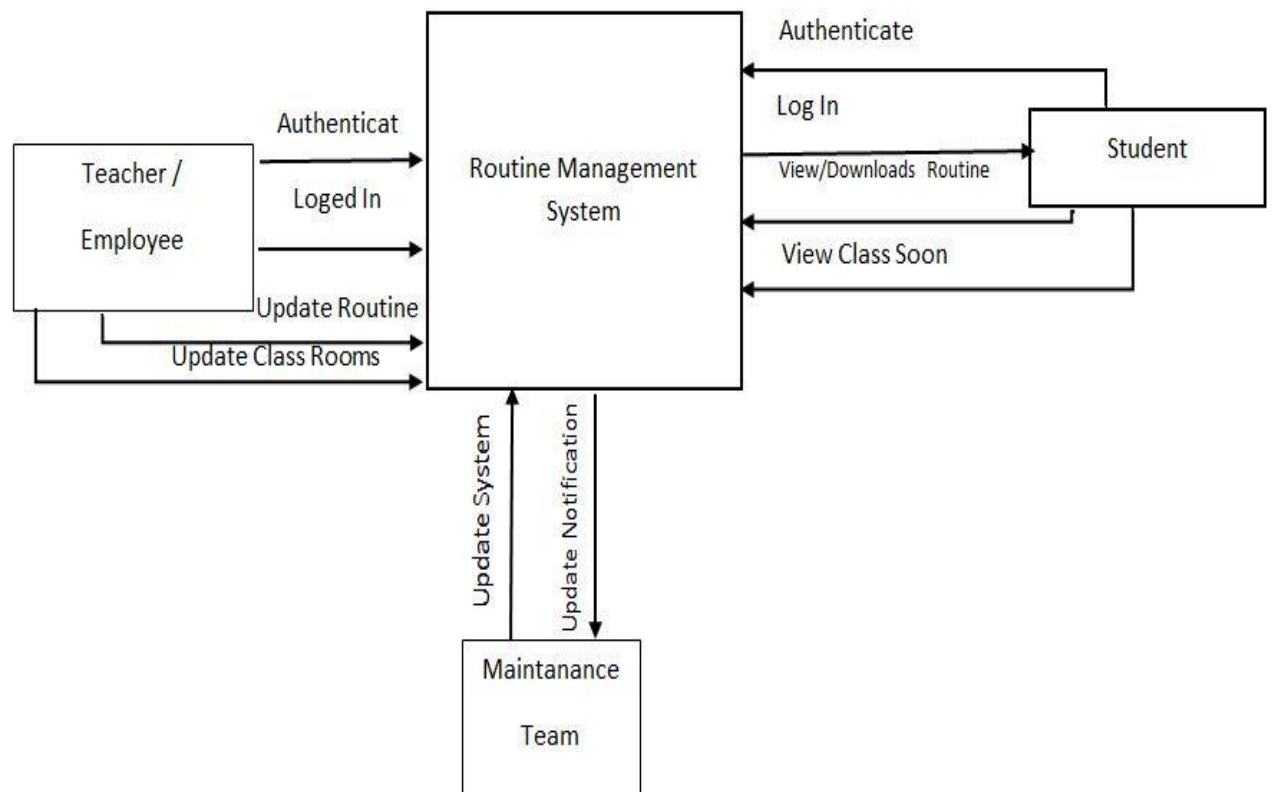 Authenticate
Log In
Authenticat
Teacher /
Employee
Loged In
Routine Management
System
Student
View/Downloads Routine
View Class Soon
Update Routine
Update Class Rooms
Update System
Update Notification
Maintanance
Team